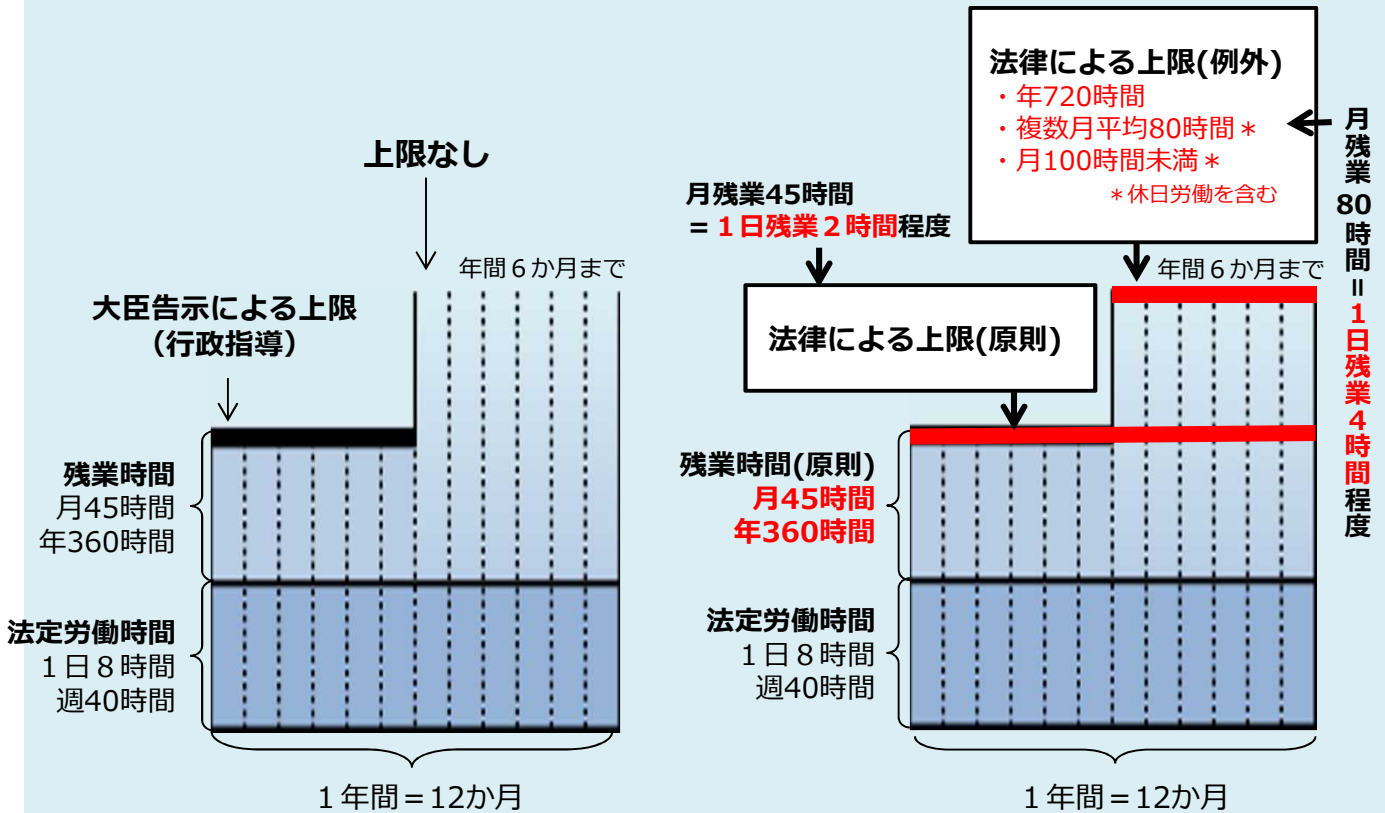 上限なし
年間６か月まで
大臣告示による上限
（行政指導）
残業時間
月45時間
年360時間
法定労働時間
１日８時間
週40時間
１年間＝12か月
法律による上限(例外)
・年720時間
・複数月平均80時間＊
・月100時間未満＊
＊休日労働を含む
月残業80時間＝１日残業４時間程度
月残業45時間
＝１日残業２時間程度
年間６か月まで
法律による上限(原則)
残業時間(原則)
月45時間
年360時間
法定労働時間
１日８時間
週40時間
１年間＝12か月